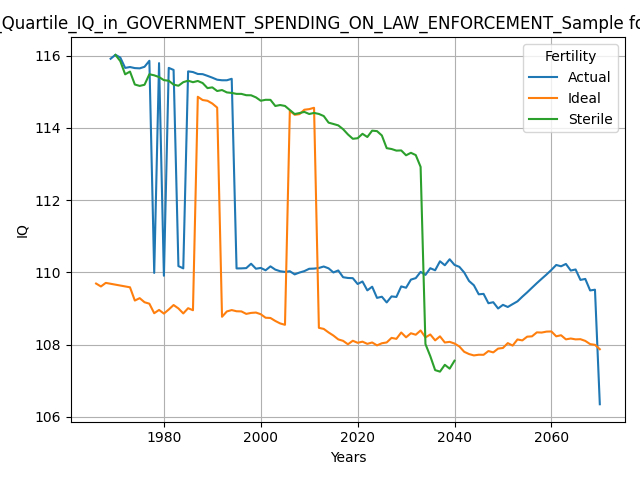 _Quartile_IQ_in_GOVERNMENT_SPENDING_ON_LAW_ENFORCEMENT_Sample fo
Fertility
Actual
Ideal
Sterile
116
114
112
110
108
106
IQ
1980
2000
2020
2040
2060
Years